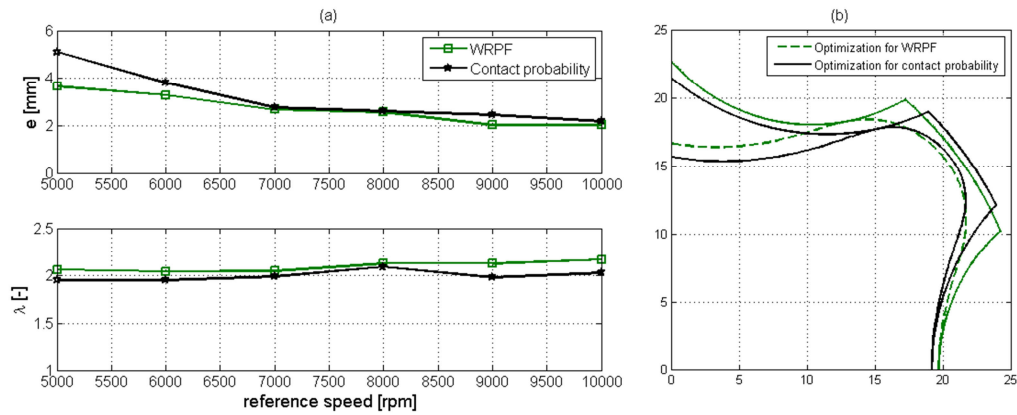 (a)
6
4
2
0
e [mm]
WRPF
Contact probability
5000 5500 6000 6500 7000 7500 8000 8500 9000 9500 10000
2.5
2
1.5
1
λ [-]
5000 5500 6000 6500 7000 7500 8000 8500 9000 9500 10000
reference speed [rpm]
(b)
25
20
15
10
5
0
Optimization for WRPF
Optimization for contact probability
0 5 10 15 20 25